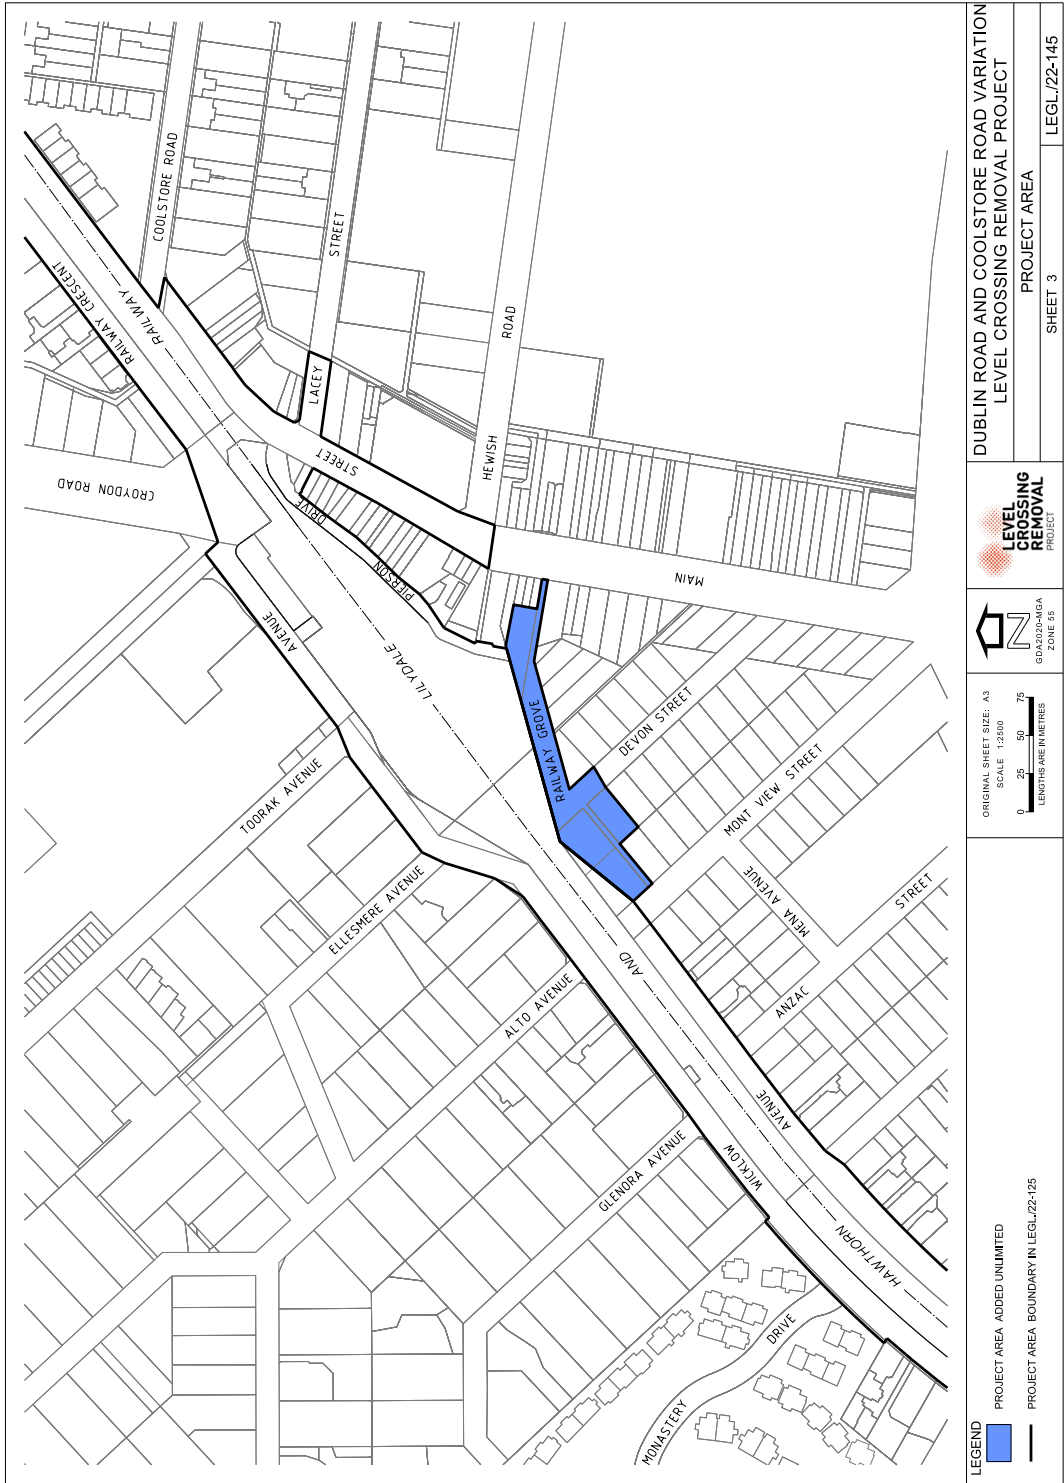 COOLSTORE ROAD
RAILWAY CRESCENT
RAILWAY
STREET
LACEY
CROYDON ROAD
STREET
DRIVE
PIERSON
HEWISH
ROAD
AVENUE
LILYDALE
MAIN
TOORAK AVENUE
RAILWAY GROVE
DEVON STREET
MONT VIEW STREET
ELLESMERE AVENUE
MENA AVENUE
STREET
ALTO AVENUE
AND
ANZAC
GLENORA AVENUE
WICKLOW
AVENUE
HAWTHORN
MONASTERY
DRIVE
LEGEND
PROJECT AREA ADDED UNLIMITED
PROJECT AREA BOUNDARY IN LEGL./22-125
ORIGINAL SHEET SIZE: A3
SCALE 1:2500
0 25 50 75
LENGTHS ARE IN METRES
N
GDA2020-MGA
ZONE 55
LEVEL
CROSSING
REMOVAL
PROJECT
DUBLIN ROAD AND COOLSTORE ROAD VARIATION
LEVEL CROSSING REMOVAL PROJECT
PROJECT AREA
SHEET 3
LEGL./22-145